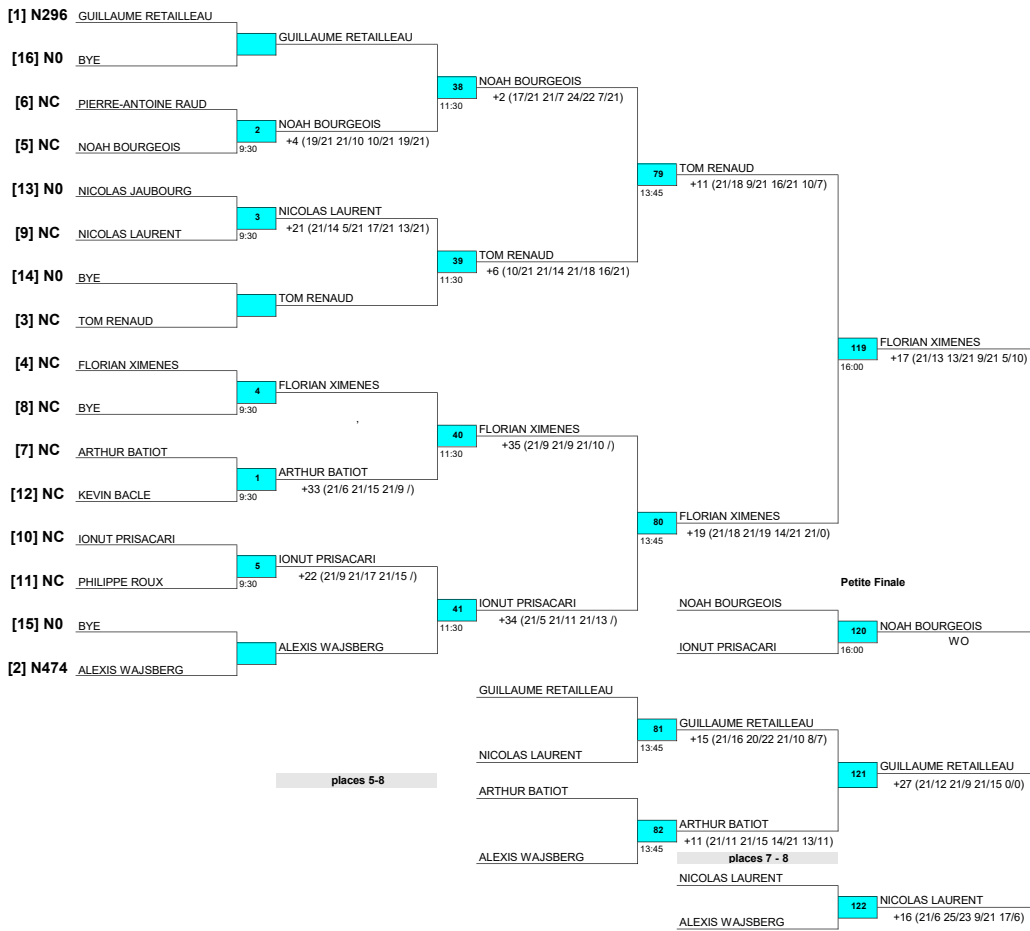 [1] N296 GUILLAUME RETAILLEAU
GUILLAUME RETAILLEAU
[16] N0 BYE
38 NOAH BOURGEOIS
11:30 +2 (17/21 21/7 24/22 7/21)
[6] NC PIERRE-ANTOINE RAUD
2 NOAH BOURGEOIS
9:30 +4 (19/21 21/10 10/21 19/21)
[5] NC NOAH BOURGEOIS
79 TOM RENAUD
13:45 +11 (21/18 9/21 16/21 10/7)
[13] N0 NICOLAS JAUBOURG
3 NICOLAS LAURENT
9:30 +21 (21/14 5/21 17/21 13/21)
[9] NC NICOLAS LAURENT
39 TOM RENAUD
11:30 +6 (10/21 21/14 21/18 16/21)
[14] N0 BYE
TOM RENAUD
[3] NC TOM RENAUD
119 FLORIAN XIMENES
16:00 +17 (21/13 13/21 9/21 5/10)
[4] NC FLORIAN XIMENES
4 FLORIAN XIMENES
9:30
[8] NC BYE
,
40 FLORIAN XIMENES
11:30 +35 (21/9 21/9 21/10 /)
[7] NC ARTHUR BATIOT
1 ARTHUR BATIOT
9:30 +33 (21/6 21/15 21/9 /)
[12] NC KEVIN BACLE
80 FLORIAN XIMENES
13:45 +19 (21/18 21/19 14/21 21/0)
[10] NC IONUT PRISACARI
5 IONUT PRISACARI
9:30 +22 (21/9 21/17 21/15 /)
[11] NC PHILIPPE ROUX
41 IONUT PRISACARI
11:30 +34 (21/5 21/11 21/13 /)
[15] N0 BYE
ALEXIS WAJSBERG
[2] N474 ALEXIS WAJSBERG
Petite Finale
NOAH BOURGEOIS
120 NOAH BOURGEOIS
16:00 WO
IONUT PRISACARI
GUILLAUME RETAILLEAU
81 GUILLAUME RETAILLEAU
13:45 +15 (21/16 20/22 21/10 8/7)
NICOLAS LAURENT
121 GUILLAUME RETAILLEAU
+27 (21/12 21/9 21/15 0/0)
places 5-8
ARTHUR BATIOT
82 ARTHUR BATIOT
13:45 +11 (21/11 21/15 14/21 13/11)
ALEXIS WAJSBERG
places 7 - 8
NICOLAS LAURENT
122 NICOLAS LAURENT
+16 (21/6 25/23 9/21 17/6)
ALEXIS WAJSBERG